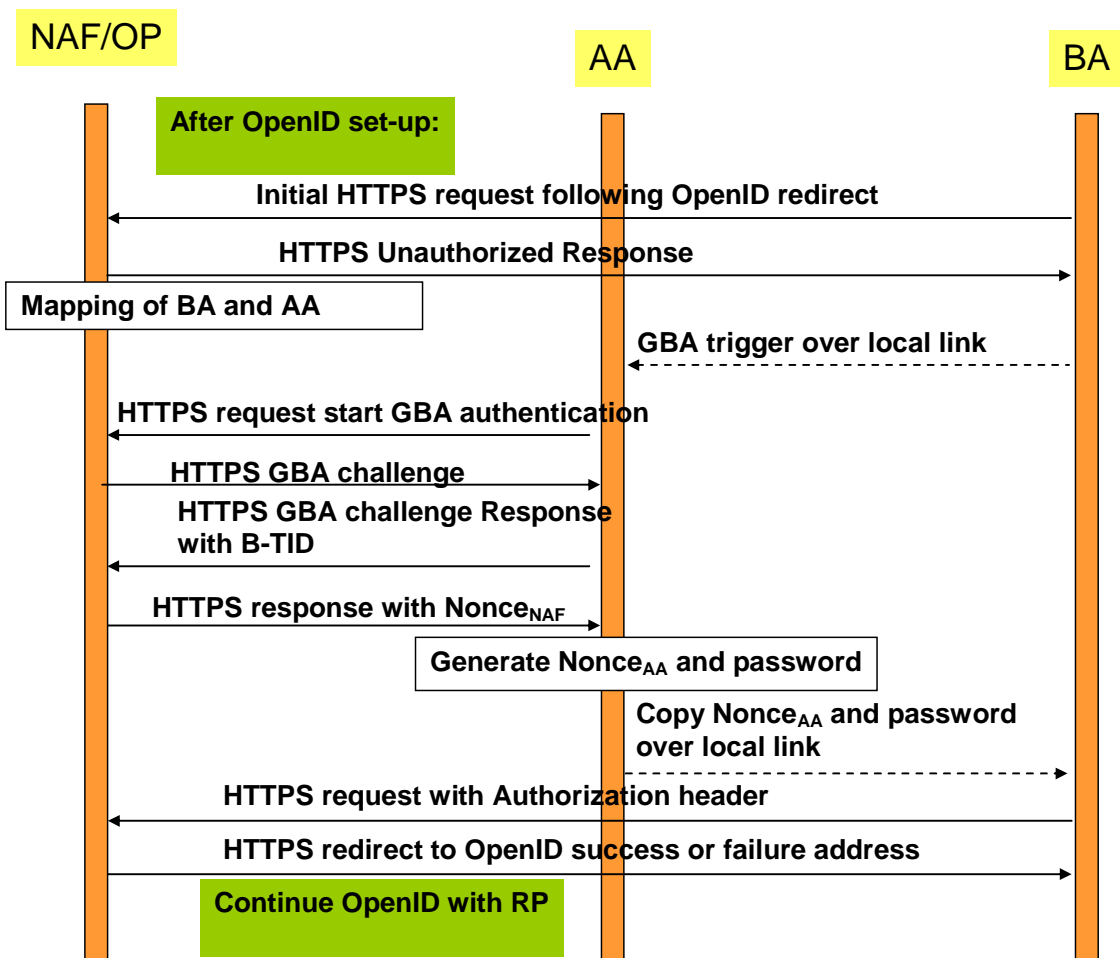 NAF/OP
AA
BA
After OpenID set-up:
Initial HTTPS request following OpenID redirect
HTTPS Unauthorized Response
Mapping of BA and AA
GBA trigger over local link
HTTPS request start GBA authentication
HTTPS GBA challenge
HTTPS GBA challenge Response
with B-TID
HTTPS response with NonceNAF
Generate NonceAA and password
Copy NonceAA and password
over local link
HTTPS request with Authorization header
HTTPS redirect to OpenID success or failure address
Continue OpenID with RP